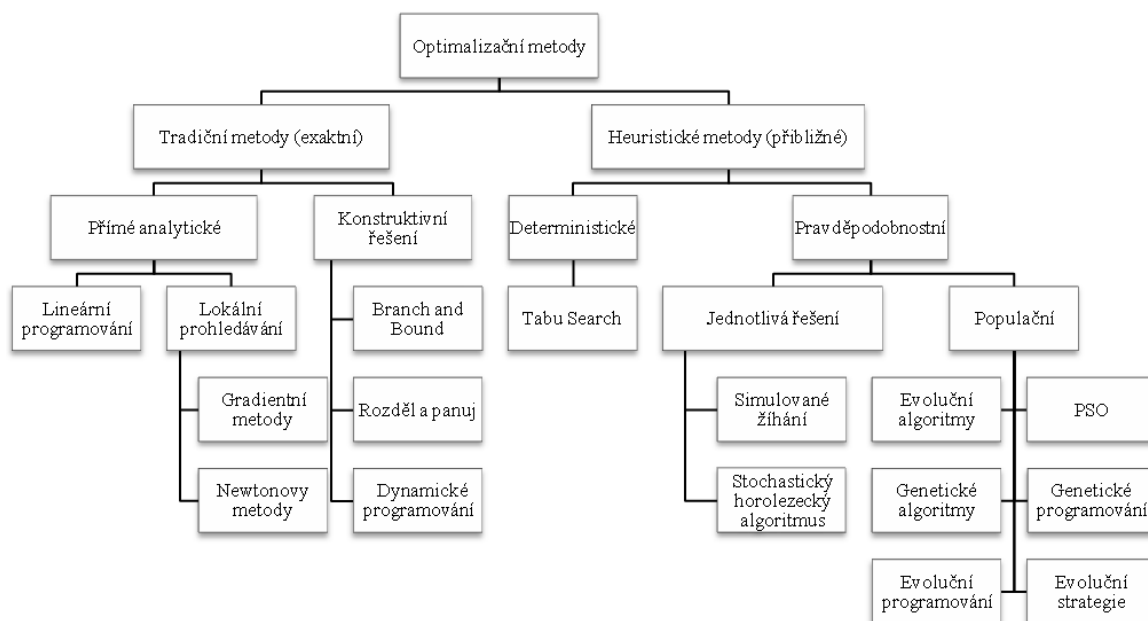 Optimalizační metody
Tradiční metody (exaktní)
Heuristické metody (přibližné)
Přímé analytické
Konstruktivní
řešení
Deterministické
Pravděpodobnostní
Lineární
programování
Lokální
prohledávání
Branch and
Bound
Tabu Search
Jednotlivá řešení
Populační
Gradientní
metody
Rozděl a panuj
Simulované
žíhání
Evoluční
algoritmy
PSO
Newtonovy
metody
Dynamické
programování
Stochastický
horolezecký
algoritmus
Genetické
algoritmy
Genetické
programování
Evoluční
programování
Evoluční
strategie